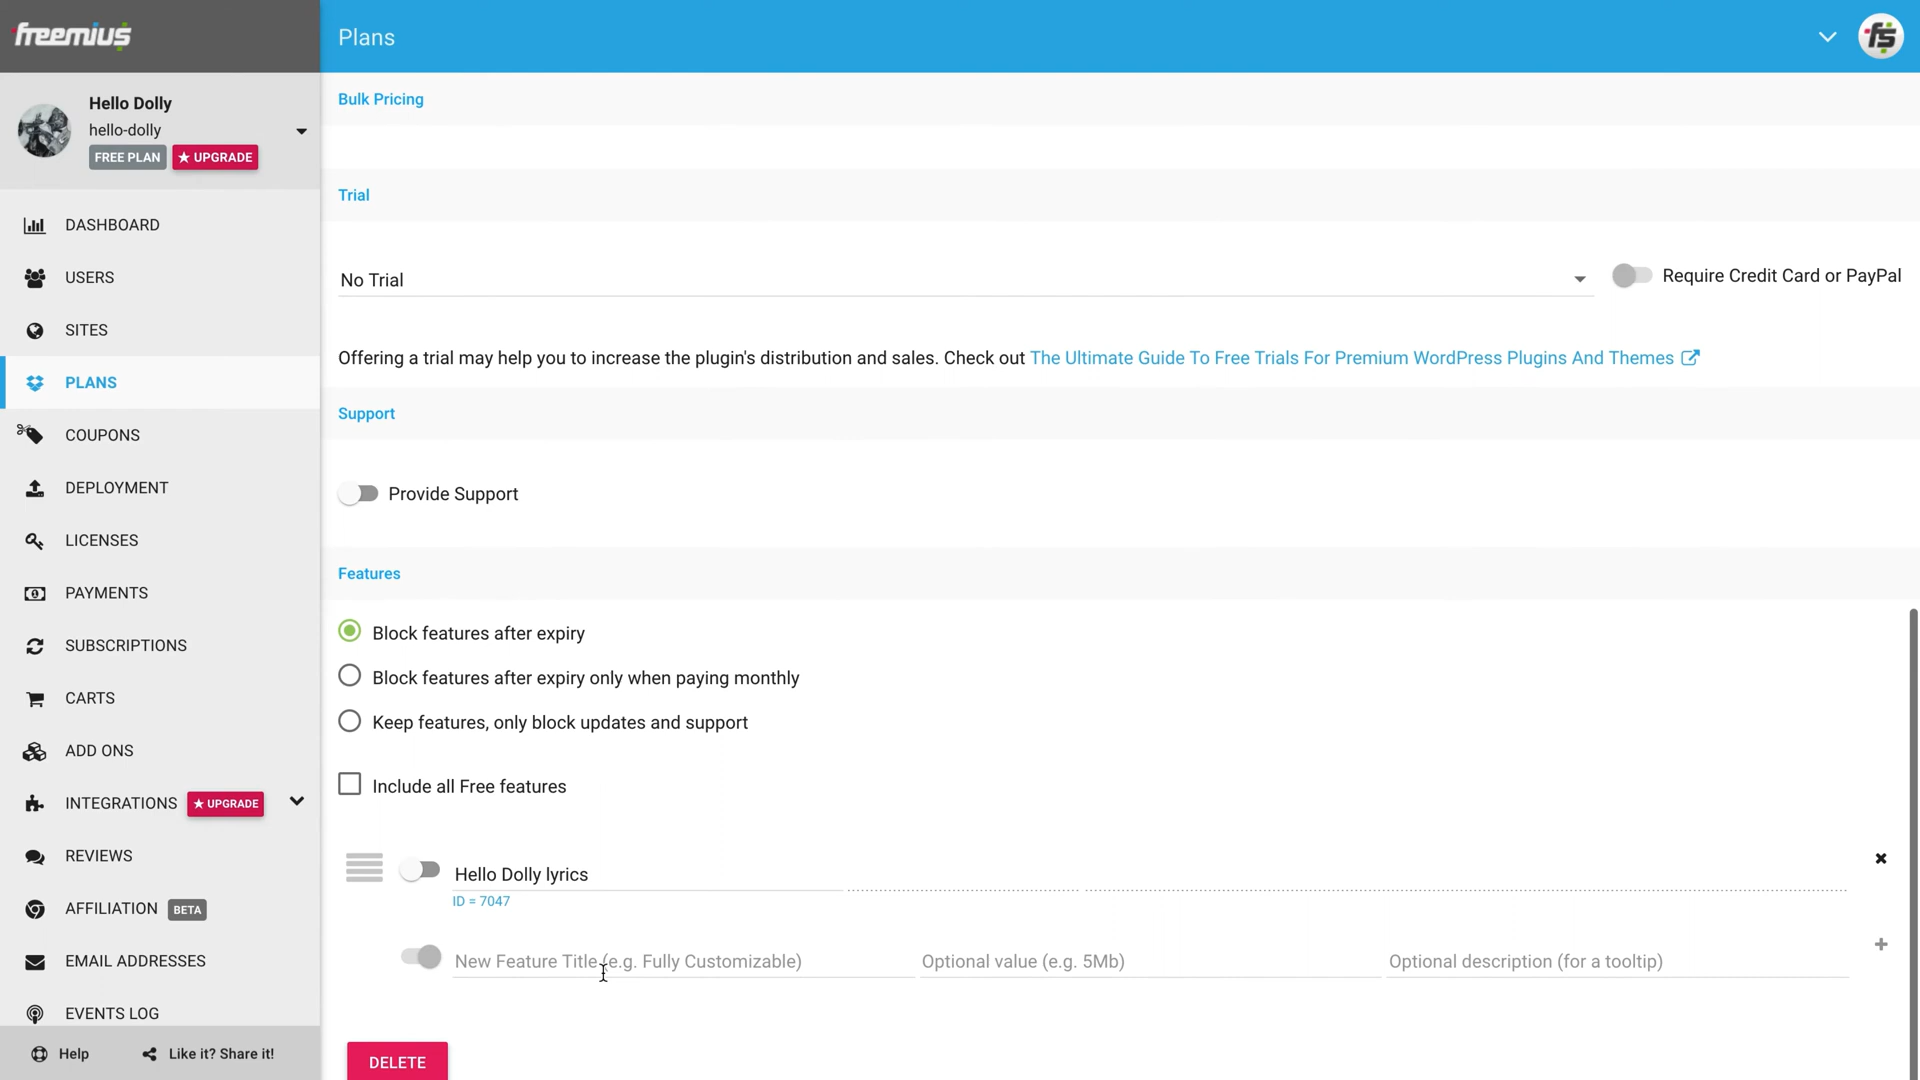 freemius
Plans
Hello Dolly
hello-dolly
FREE PLAN
★ UPGRADE
DASHBOARD
USERS
SITES
PLANS
COUPONS
DEPLOYMENT
LICENSES
PAYMENTS
SUBSCRIPTIONS
CARTS
ADD ONS
INTEGRATIONS ★ UPGRADE
REVIEWS
AFFILIATION BETA
EMAIL ADDRESSES
EVENTS LOG
Help
Like it? Share it!
Bulk Pricing
Trial
No Trial
Require Credit Card or PayPal
Offering a trial may help you to increase the plugin's distribution and sales. Check out The Ultimate Guide To Free Trials For Premium WordPress Plugins And Themes
Support
Provide Support
Features
Block features after expiry
Block features after expiry only when paying monthly
Keep features, only block updates and support
Include all Free features
Hello Dolly lyrics
ID = 7047
New Feature Title (e.g. Fully Customizable) Optional value (e.g. 5Mb) Optional description (for a tooltip)
DELETE